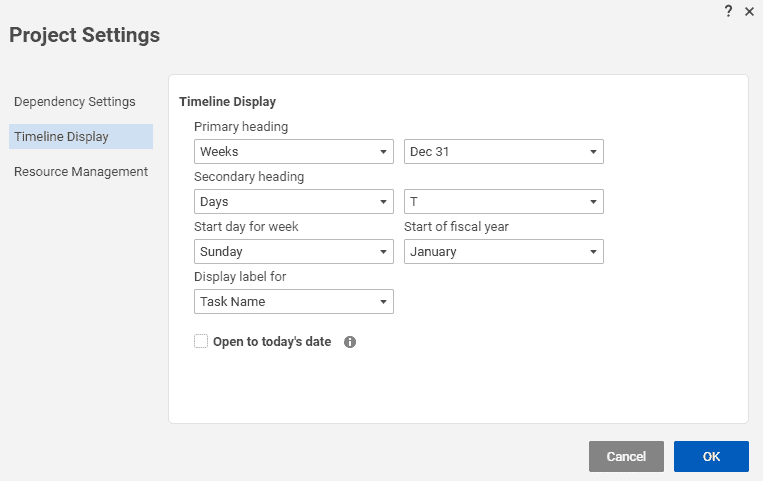 ?
Project Settings
Dependency Settings
Timeline Display
Resource Management
Timeline Display
Primary heading
Weeks Dec 31
Secondary heading
Days T
Start day for week Start of fiscal year
Sunday January
Display label for
Task Name
Open to today's date
Cancel OK